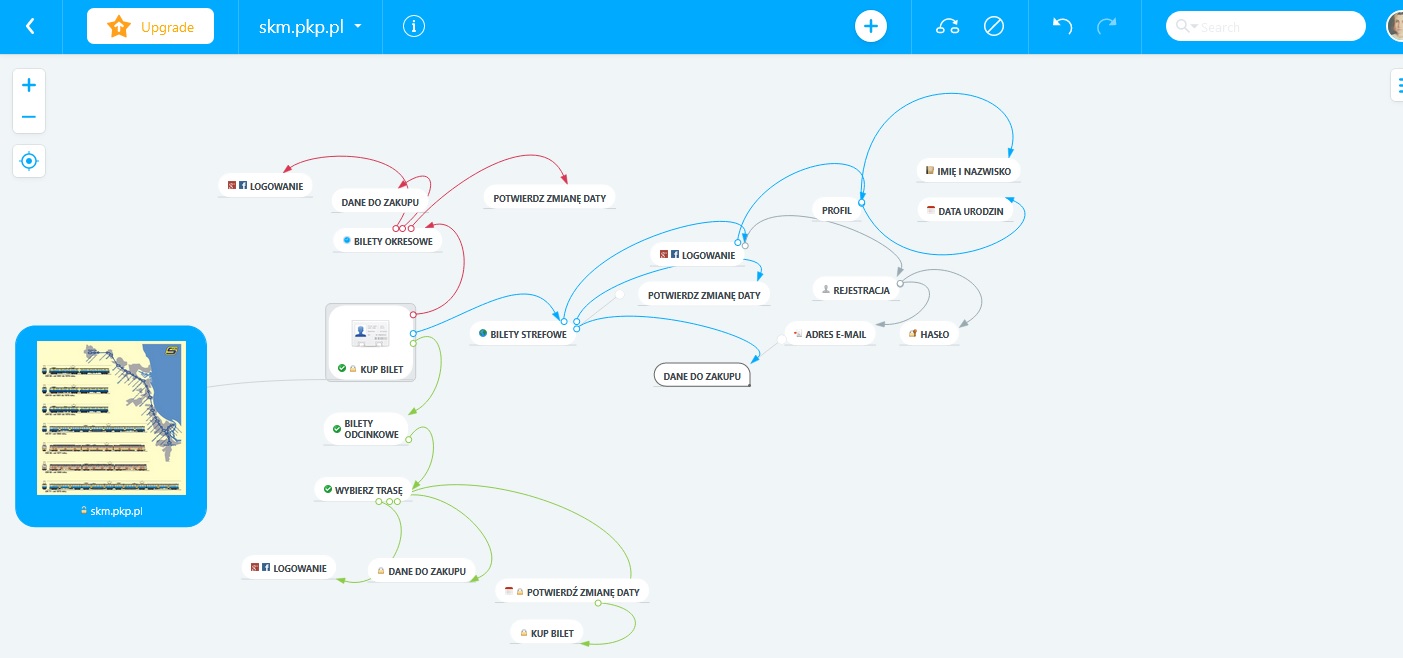 Upgrade
skm.pkp.pl
Search
IMIĘ I NAZWISKO
LOGOWANIE
DANE DO ZAKUPU
POTWIERDZ ZMIANĘ DATY
PROFIL
DATA URODZIN
BILETY OKRESOWE
LOGOWANIE
POTWIERDZ ZMIANĘ DATY
REJESTRACJA
BILETY STREFOWE
ADRES E-MAIL
HASŁO
KUP BILET
DANE DO ZAKUPU
BILETY
ODCINKOWE
WYBIERZ TRASĘ
skm.pkp.pl
LOGOWANIE
DANE DO ZAKUPU
POTWIERDŹ ZMIANĘ DATY
KUP BILET